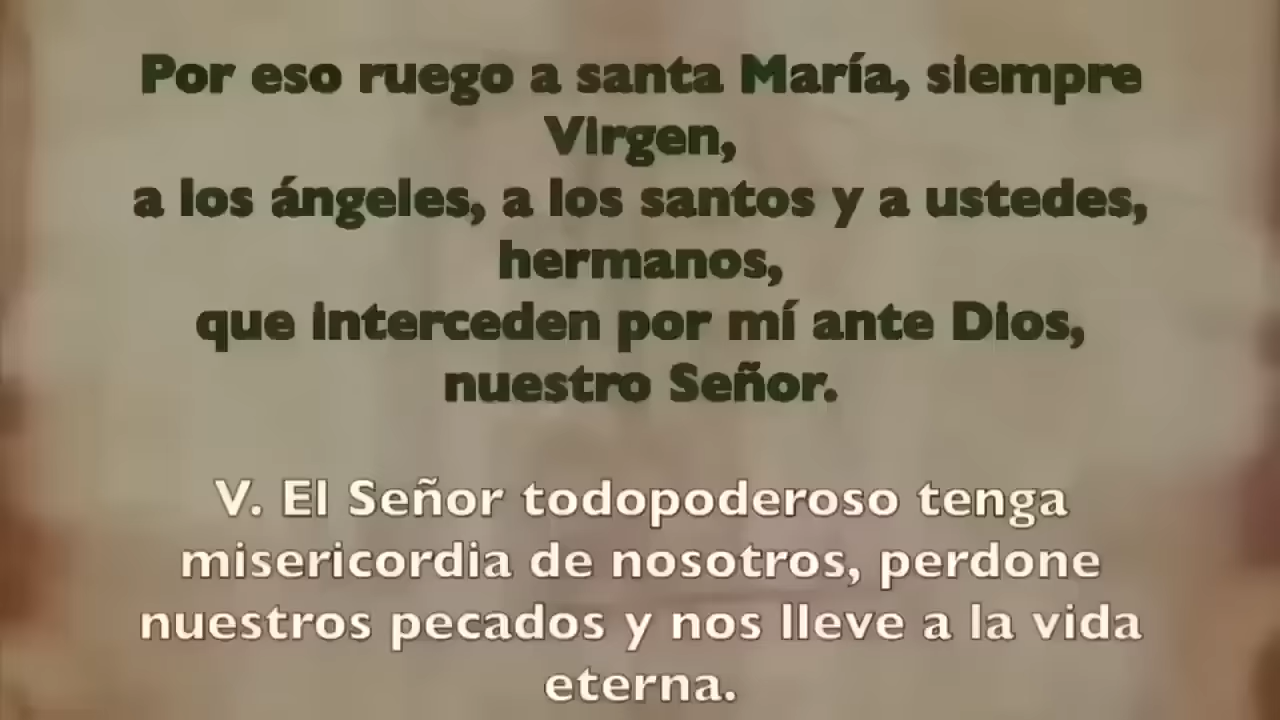 Por eso ruego a santa María, siempre
Virgen,
a los ángeles, a los santos y a ustedes,
hermanos,
que interceden por mí ante Dios,
nuestro Señor.
V. El Señor todopoderoso tenga
misericordia de nosotros, perdone
nuestros pecados y nos lleve a la vida
eterna.